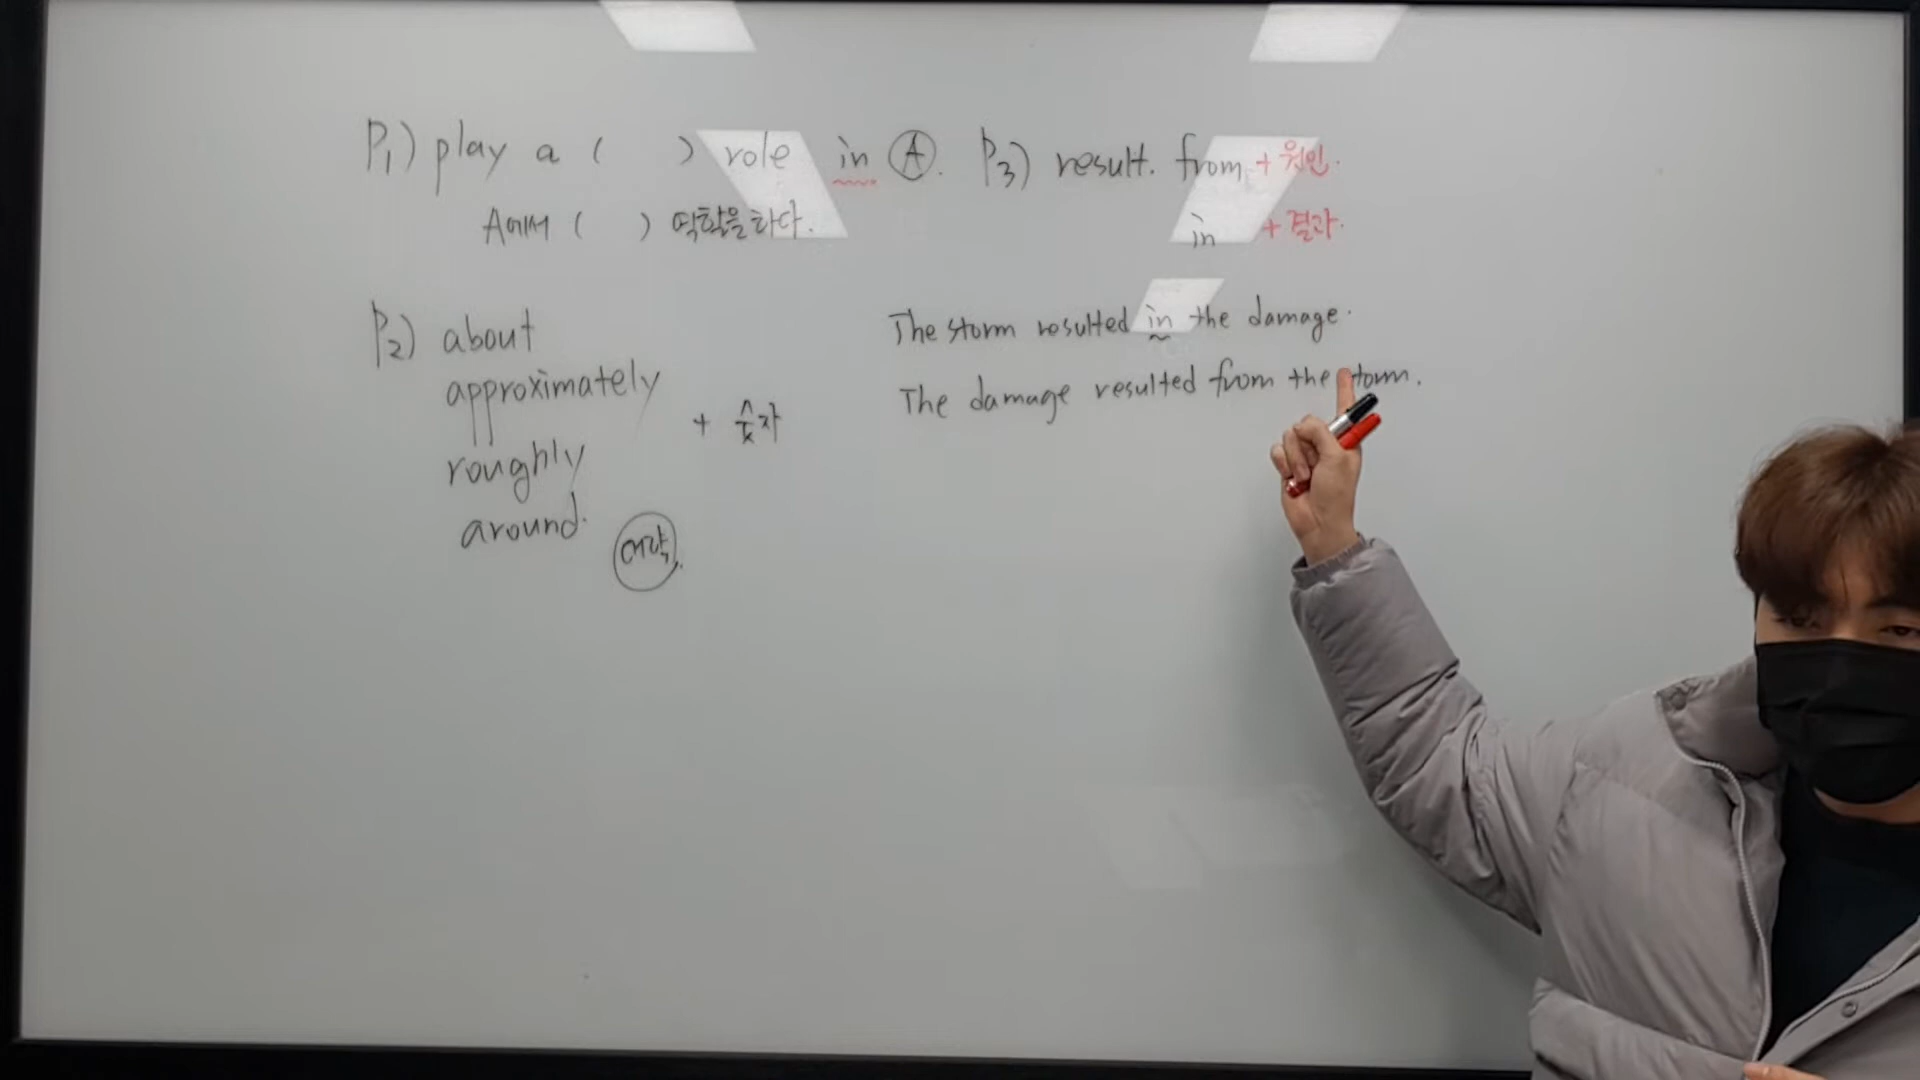 P1) play a (    ) role in Ⓐ.
A에서 (    ) 역할을 하다.
P2) about
approximately
roughly
around.
+ 숫자
대략.
P3) result. from + 원인.
in + 결과.
The storm resulted in the damage.
The damage resulted from the storm.